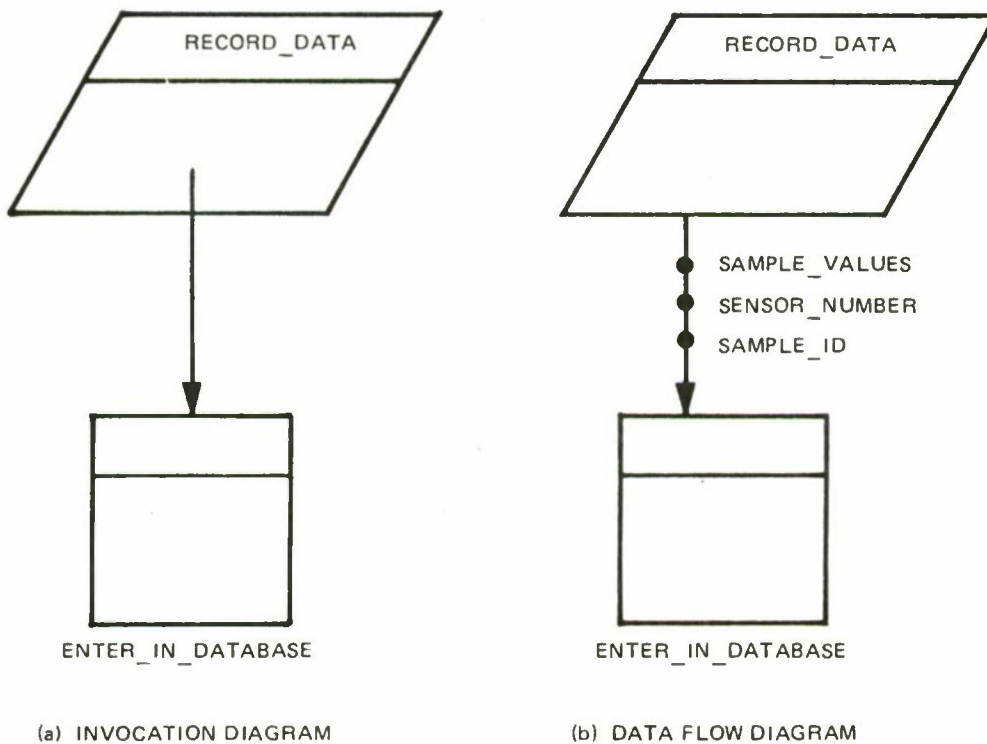 RECORD_DATA
ENTER_IN_DATABASE
(a) INVOCATION DIAGRAM
RECORD_DATA
SAMPLE_VALUES
SENSOR_NUMBER
SAMPLE_ID
ENTER_IN_DATABASE
(b) DATA FLOW DIAGRAM